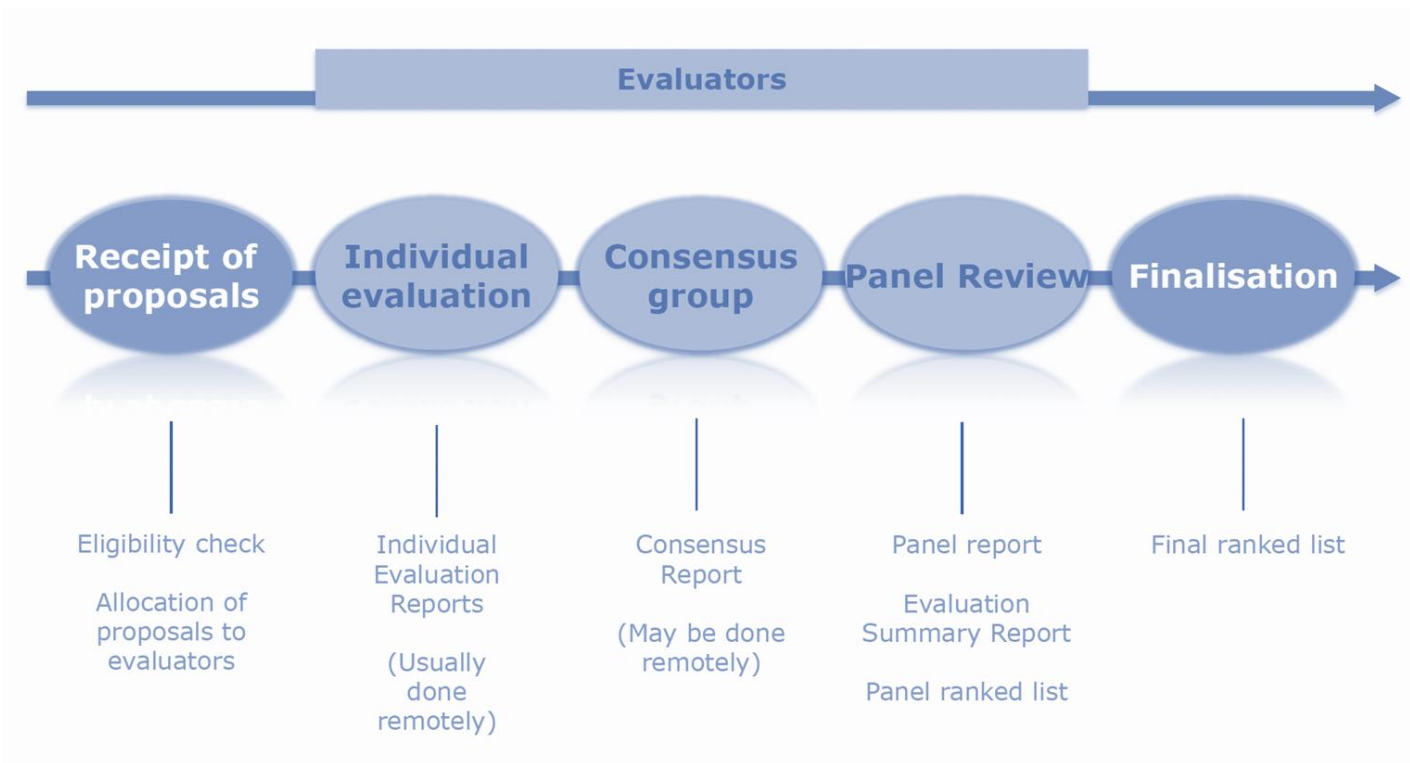 Evaluators
Receipt of
proposals
Individual
evaluation
Consensus
group
Panel Review
Finalisation
Eligibility check
Allocation of
proposals to
evaluators
Individual
Evaluation
Reports
(Usually
done
remotely)
Consensus
Report
(May be done
remotely)
Panel report
Evaluation
Summary Report
Panel ranked list
Final ranked list